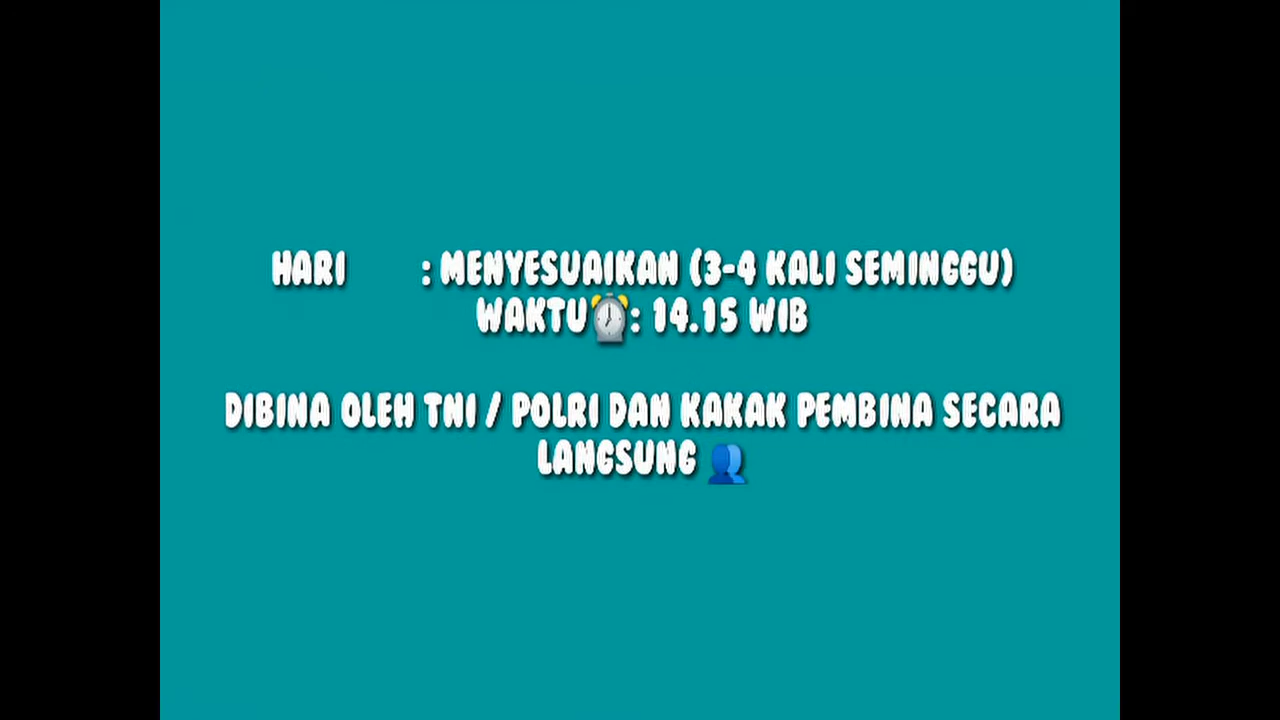 HARI : MENYESUAIKAN (3-4 KALI SEMINGGU)
WAKTU⏰: 14.15 WIB
DIBINA OLEH TNI / POLRI DAN KAKAK PEMBINA SECARA
LANGSUNG 👥